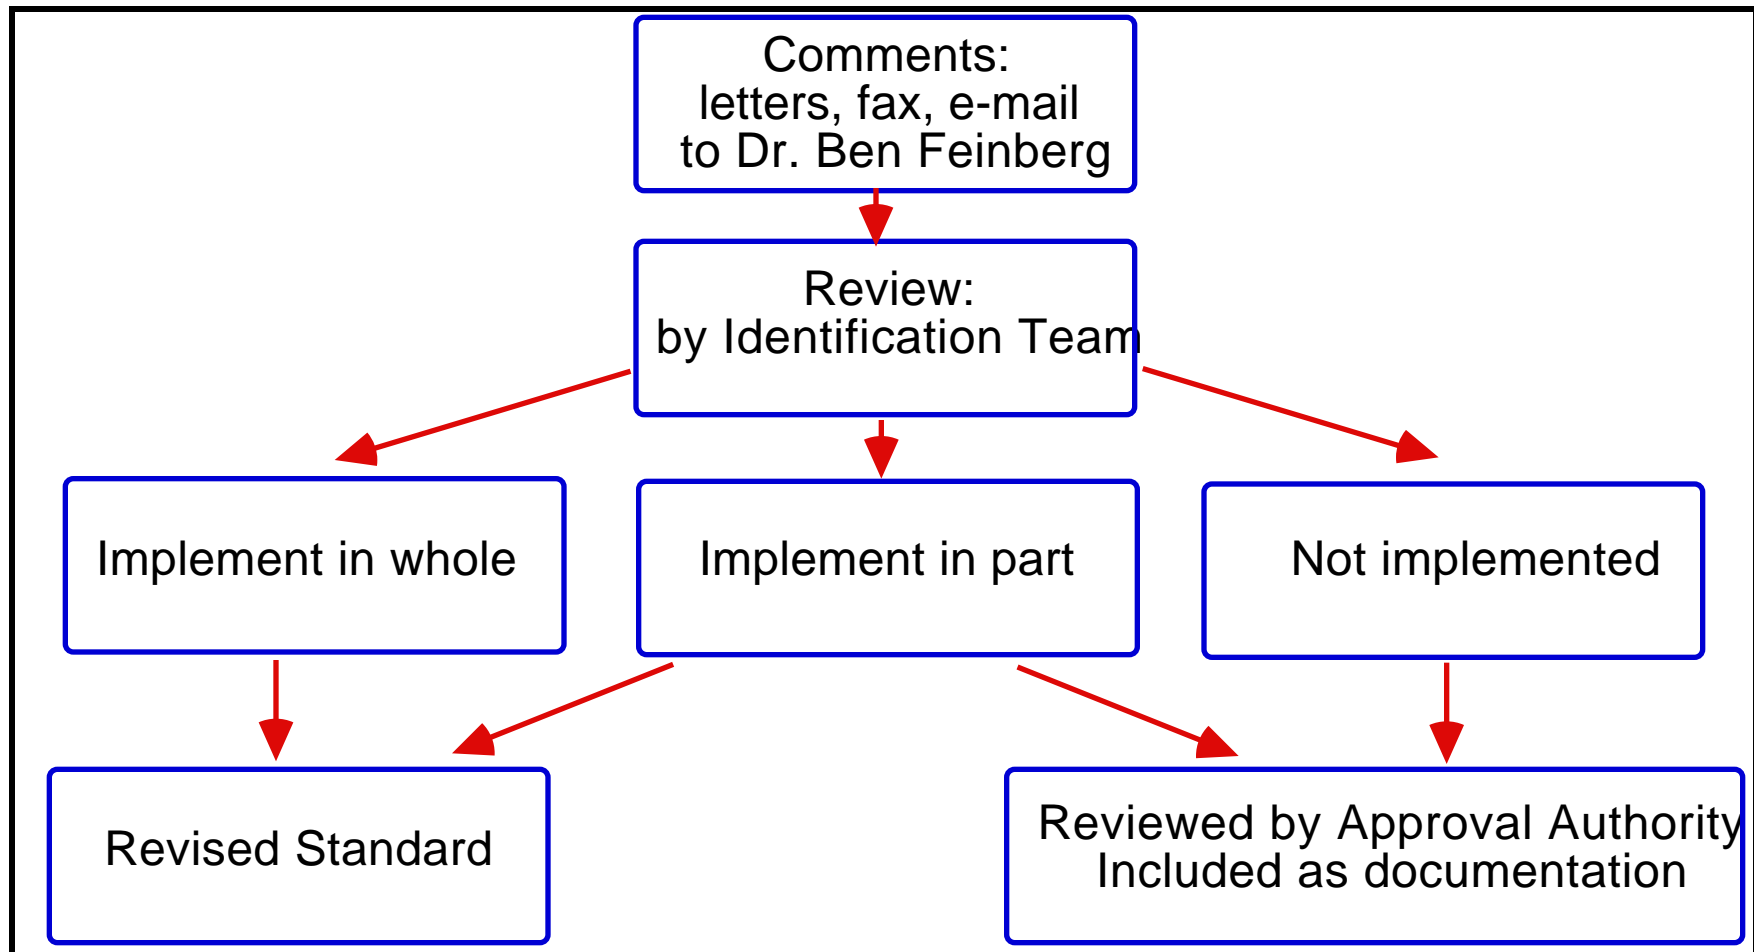 Comments:
letters, fax, e-mail
to Dr. Ben Feinberg
Review:
by Identification Team
Implement in whole
Implement in part
Not implemented
Revised Standard
Reviewed by Approval Authority
Included as documentation